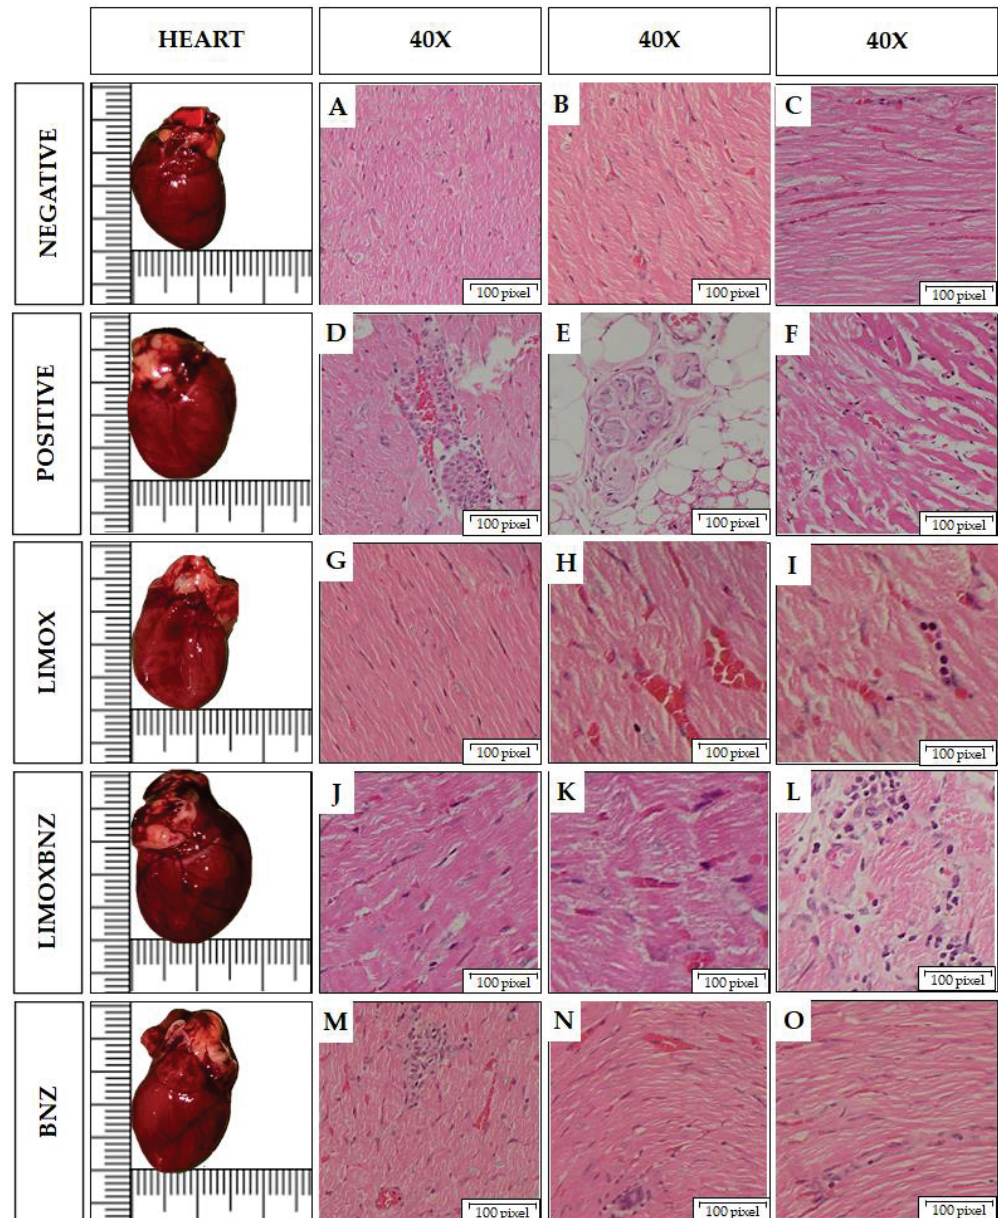 HEART 40X 40X 40X
NEGATIVE A B C
100 pixel 100 pixel 100 pixel
POSITIVE D E F
100 pixel 100 pixel 100 pixel
LIMOX G H I
100 pixel 100 pixel 100 pixel
LIMOXBNZ J K L
100 pixel 100 pixel 100 pixel
BNZ M N O
100 pixel 100 pixel 100 pixel